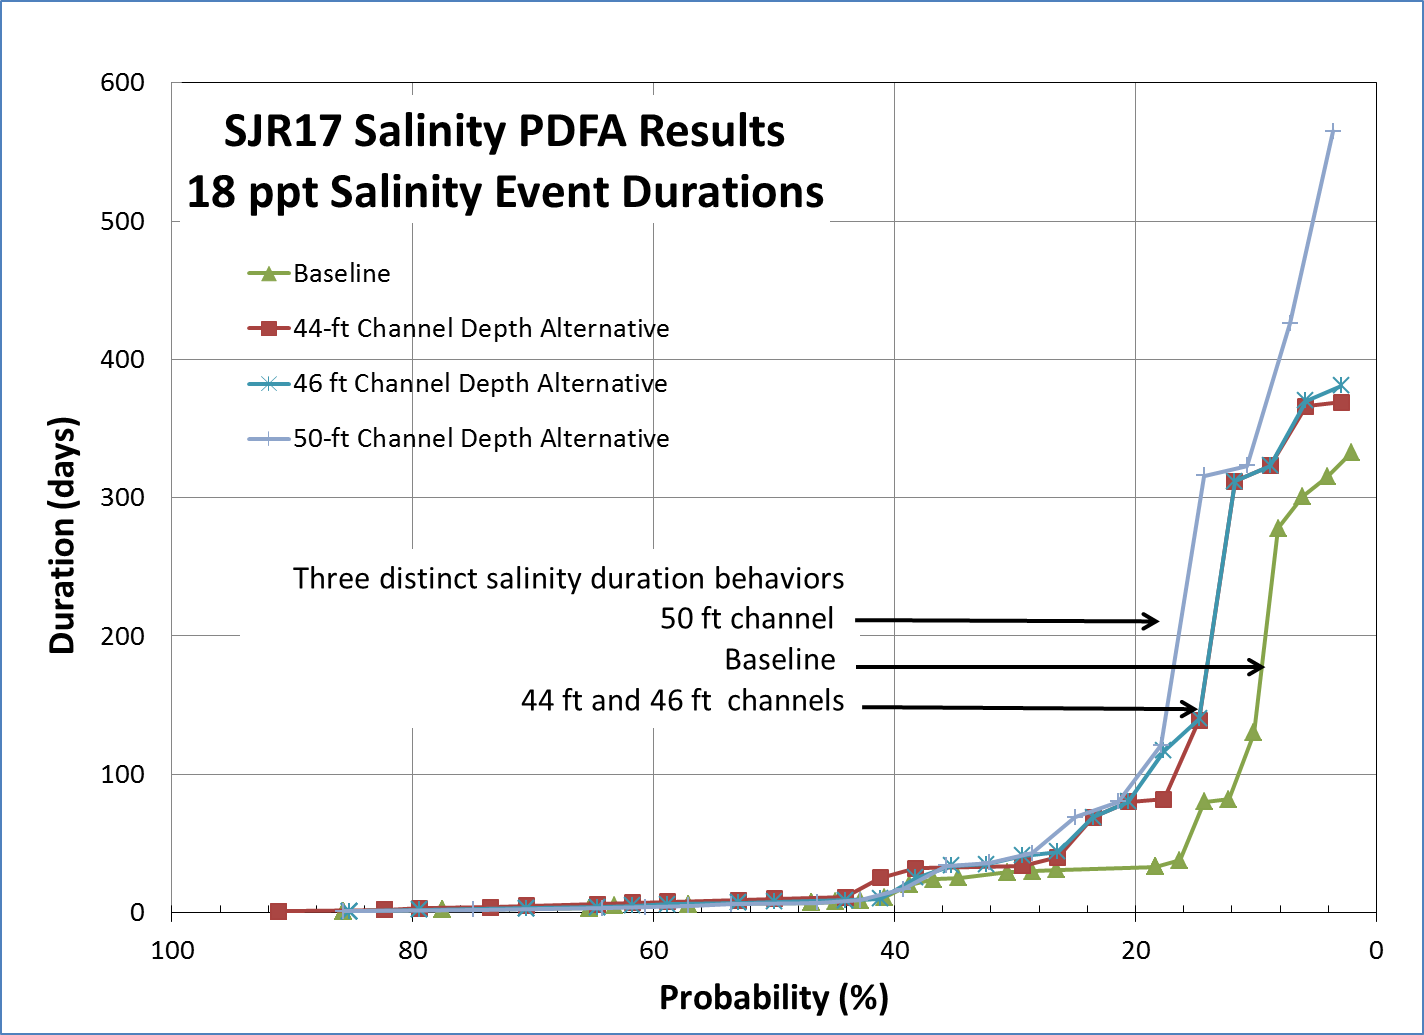 SJR17 Salinity PDFA Results
18 ppt Salinity Event Durations
Baseline
44-ft Channel Depth Alternative
46 ft Channel Depth Alternative
50-ft Channel Depth Alternative
Three distinct salinity duration behaviors
50 ft channel
Baseline
44 ft and 46 ft  channels
Duration (days)
600
500
400
300
200
100
0
100 80 60 40 20 0
Probability (%)